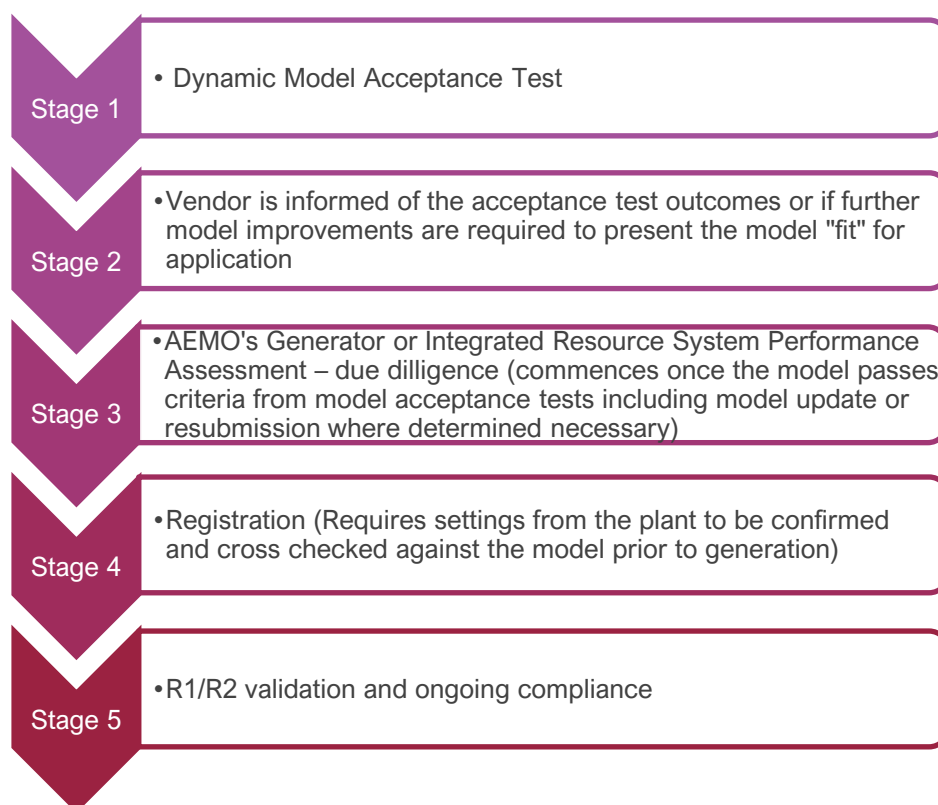 Stage 1
• Dynamic Model Acceptance Test
Stage 2
•Vendor is informed of the acceptance test outcomes or if further
model improvements are required to present the model "fit" for
application
Stage 3
•AEMO's Generator or Integrated Resource System Performance
Assessment – due dilligence (commences once the model passes
criteria from model acceptance tests including model update or
resubmission where determined necessary)
Stage 4
•Registration (Requires settings from the plant to be confirmed
and cross checked against the model prior to generation)
Stage 5
•R1/R2 validation and ongoing compliance